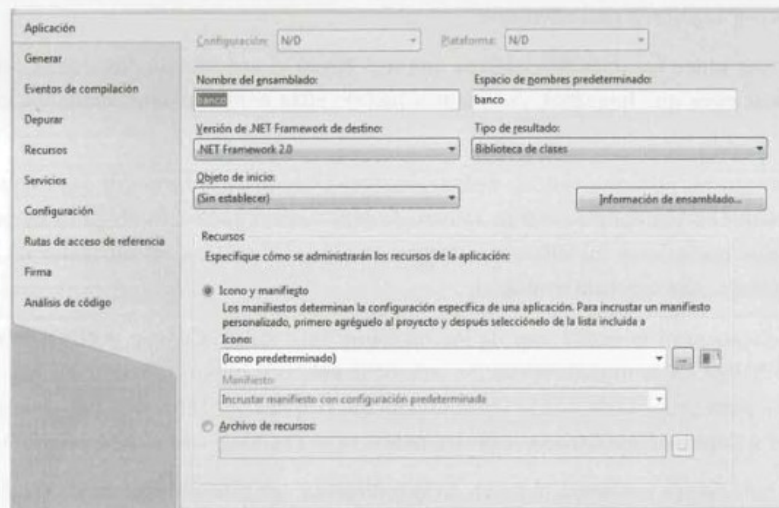 Aplicación
Generar
Eventos de compilación
Depurar
Recursos
Servicios
Configuración
Rutas de acceso de referencia
Firma
Análisis de código
Configuración: N/D Plataforma: N/D
Nombre del ensamblado: Espacio de nombres predeterminado:
banco banco
Versión de .NET Framework de destino: Tipo de resultado:
.NET Framework 2.0 Biblioteca de clases
Objeto de inicio:
(Sin establecer) Información de ensamblado...
Recursos
Especifique cómo se administrarán los recursos de la aplicación:
Icono y manifiesto
Los manifiestos determinan la configuración específica de una aplicación. Para incrustar un manifiesto
personalizado, primero agréguelo al proyecto y después selecciónelo de la lista incluida a
Icono:
(Icono predeterminado) ...
Manifiesto:
Incrustar manifiesto con configuración predeterminada
Archivo de recursos: